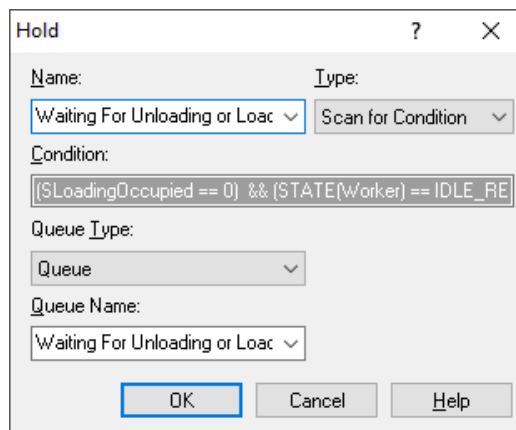 Hold ? ✕
Name: Type:
Waiting For Unloading or Loac Scan for Condition
Condition:
(SLoadingOccupied == 0) && (STATE(Worker) == IDLE_RE
Queue Type:
Queue
Queue Name:
Waiting For Unloading or Loac
OK Cancel Help